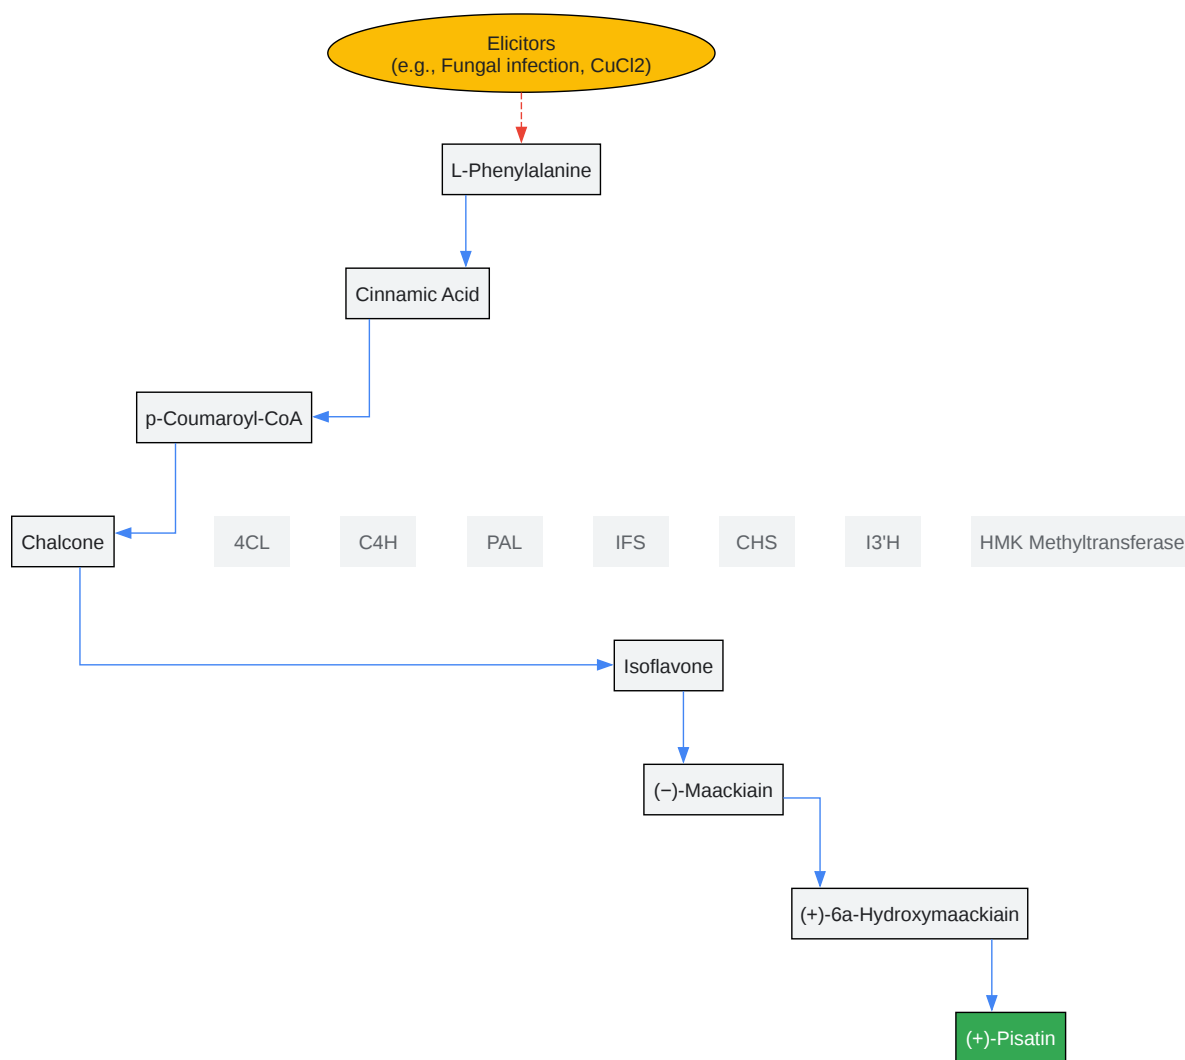 Elicitors
(e.g., Fungal infection, CuCl2)
L-Phenylalanine
Cinnamic Acid
p-Coumaroyl-CoA
Chalcone
4CL
C4H
PAL
IFS
CHS
I3'H
HMK Methyltransferase
Isoflavone
(−)-Maackiain
(+)-6a-Hydroxymaackiain
(+)-Pisatin